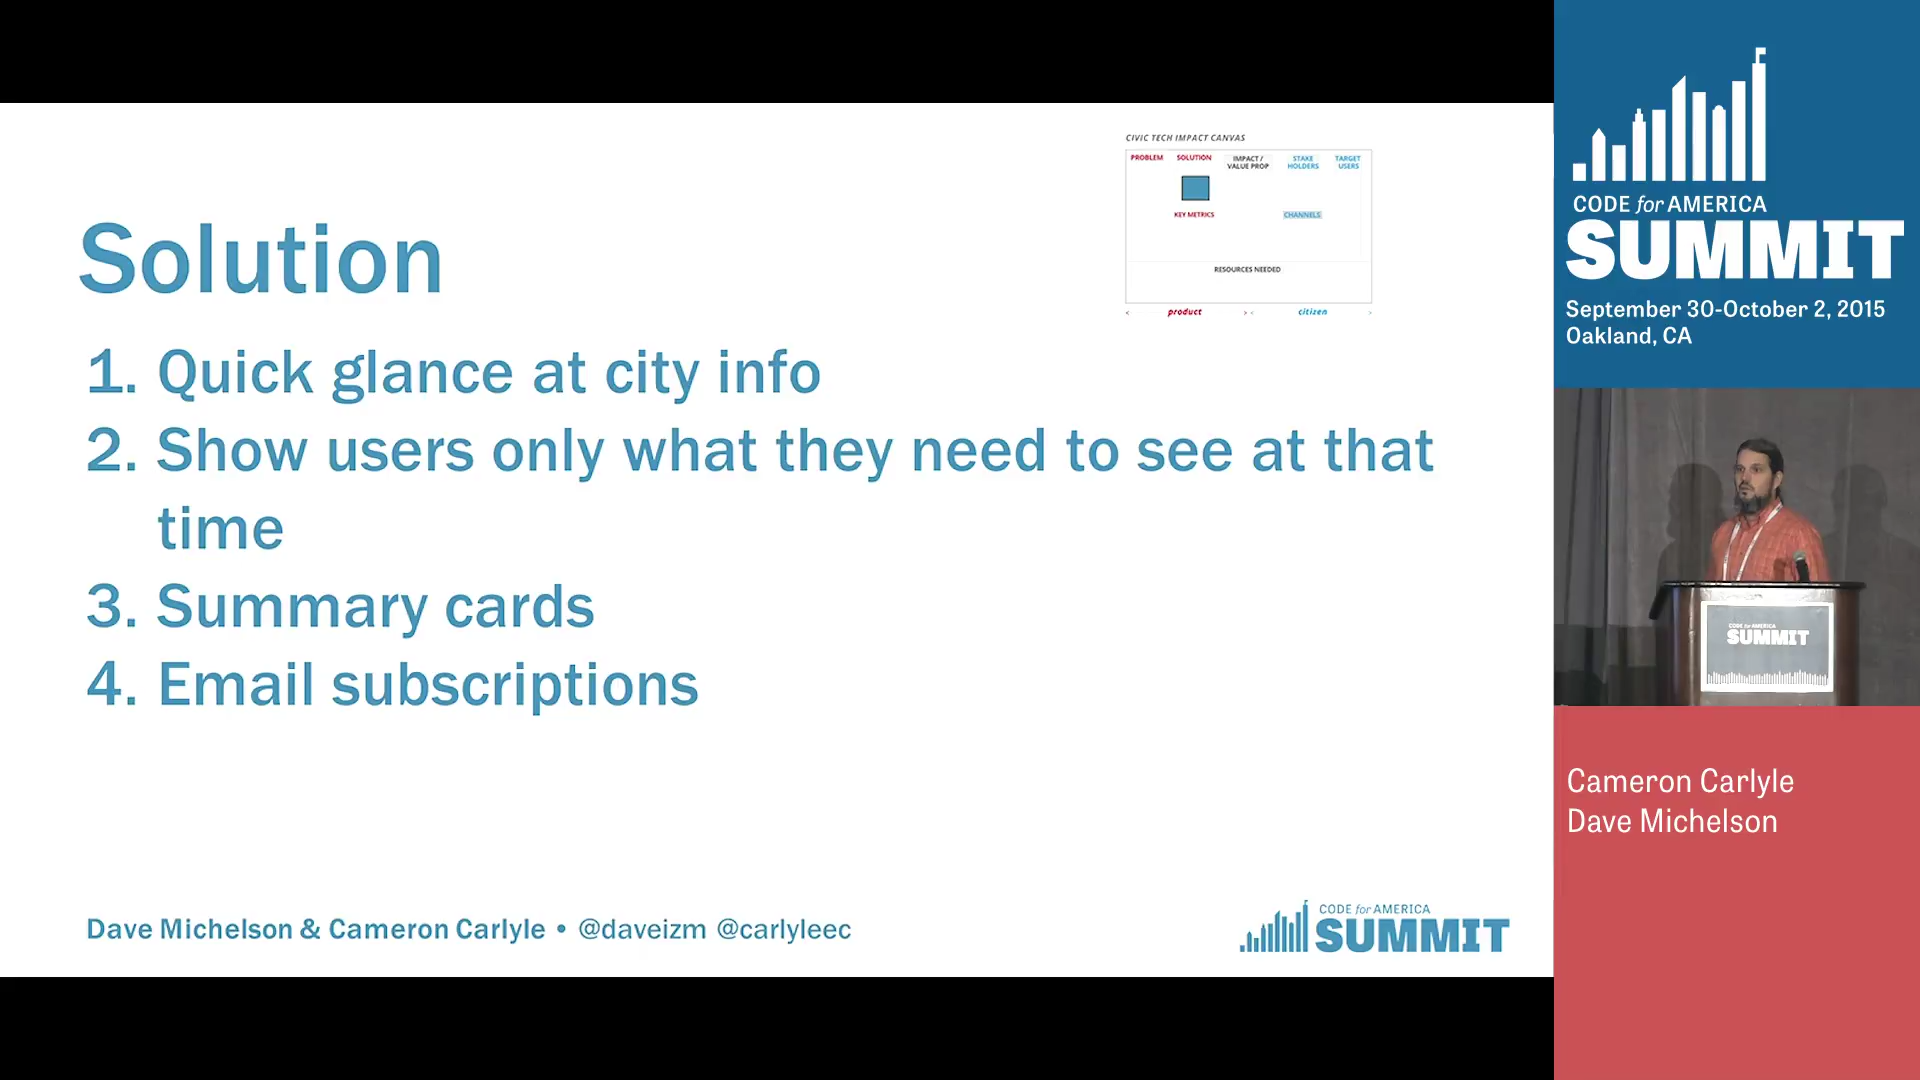 CIVIC TECH IMPACT CANVAS
PROBLEM
SOLUTION
IMPACT /
VALUE PROP
STAKE
HOLDERS
TARGET
USERS
KEY METRICS
CHANNELS
RESOURCES NEEDED
< product > < citizen >
Solution
1. Quick glance at city info
2. Show users only what they need to see at that
time
3. Summary cards
4. Email subscriptions
Dave Michelson & Cameron Carlyle • @daveizm @carlyleec
CODE for AMERICA
SUMMIT
CODE for AMERICA
SUMMIT
September 30-October 2, 2015
Oakland, CA
CODE for AMERICA
SUMMIT
Cameron Carlyle
Dave Michelson